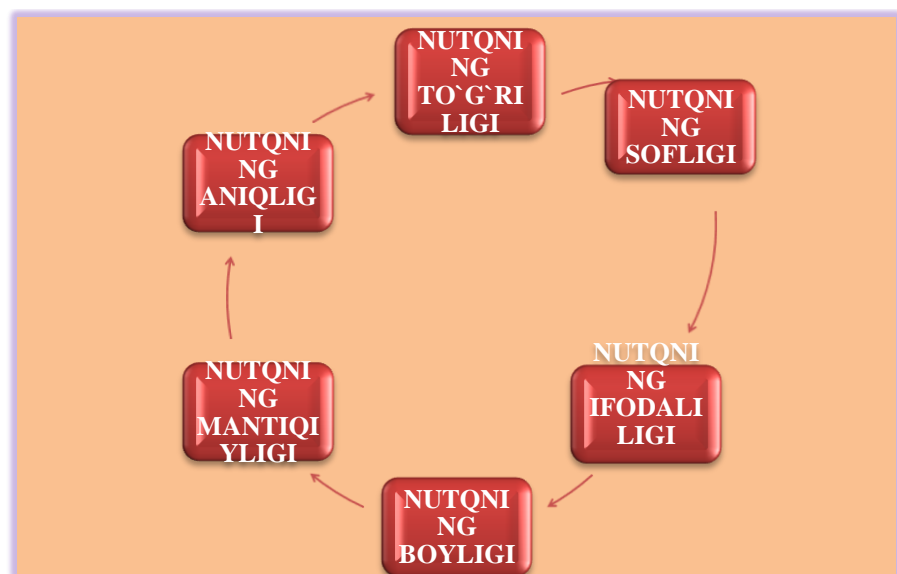 NUTQNI
NG
TO`G`RI
LIGI
NUTQNI
NG
SOFLIGI
NUTQNI
NG
IFODALI
LIGI
NUTQNI
NG
BOYLIGI
NUTQNI
NG
MANTIQI
YLIGI
NUTQNI
NG
ANIQLIG
I